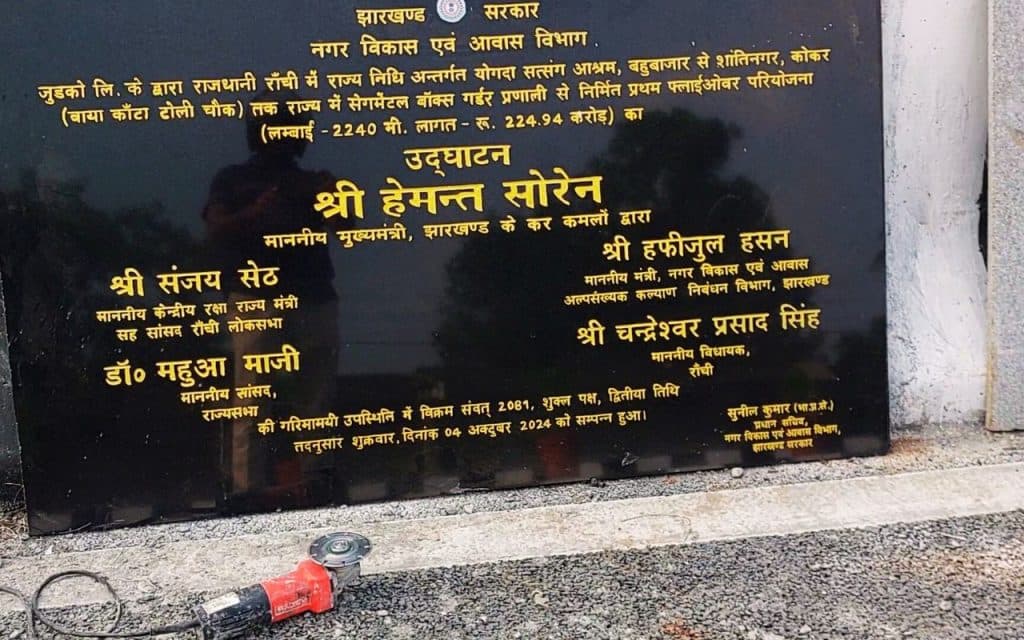 झारखण्ड सरकार
नगर विकास एवं आवास विभाग
जुडको लि. के द्वारा राजधानी राँची में राज्य निधि अन्तर्गत योगदा सत्संग आश्रम, बहुबाजार से शांतिनगर, कोकर
(वाया काँटा टोली चौक) तक राज्य में सेगमेंटल बॉक्स गर्डर प्रणाली से निर्मित प्रथम फ्लाईओवर परियोजना
(लम्बाई - 2240 मी. लागत - रू. 224.94 करोड़) का
उद्घाटन
श्री हेमन्त सोरेन
माननीय मुख्यमंत्री, झारखण्ड के कर कमलों द्वारा
श्री संजय सेठ
माननीय केन्द्रीय रक्षा राज्य मंत्री
सह सांसद राँची लोकसभा
डॉ० महुआ माजी
माननीय सांसद,
राज्यसभा
श्री हफीजुल हसन
माननीय मंत्री, नगर विकास एवं आवास
अल्पसंख्यक कल्याण निबंधन विभाग, झारखण्ड
श्री चन्द्रेश्वर प्रसाद सिंह
माननीय विधायक,
राँची
की गरिमामयी उपस्थिति में विक्रम संवत् 2081, शुक्ल पक्ष, द्वितीया तिथि
तदनुसार शुक्रवार, दिनांक 04 अक्टुबर 2024 को सम्पन्न हुआ।
सुनील कुमार (भा.प्र.से.)
प्रधान सचिव,
नगर विकास एवं आवास विभाग,
झारखण्ड सरकार